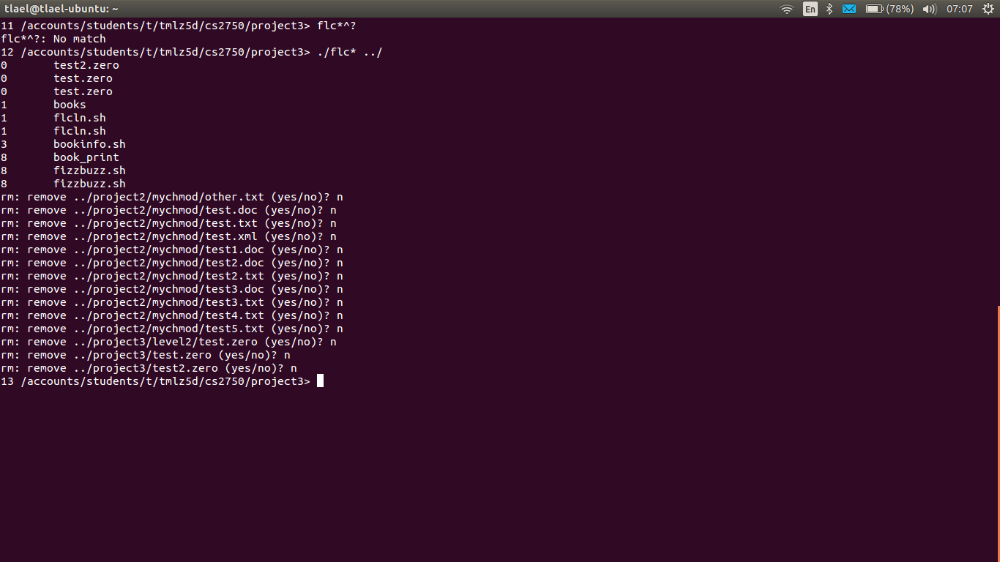 tlael@tlael-ubuntu: ~
En
(78%)
07:07
11 /accounts/students/t/tmlz5d/cs2750/project3> flc*^?
flc*^?: No match
12 /accounts/students/t/tmlz5d/cs2750/project3> ./flc* ../
0 test2.zero
0 test.zero
0 test.zero
1 books
1 flcln.sh
1 flcln.sh
3 bookinfo.sh
8 book_print
8 fizzbuzz.sh
8 fizzbuzz.sh
rm: remove ../project2/mychmod/other.txt (yes/no)? n
rm: remove ../project2/mychmod/test.doc (yes/no)? n
rm: remove ../project2/mychmod/test.txt (yes/no)? n
rm: remove ../project2/mychmod/test.xml (yes/no)? n
rm: remove ../project2/mychmod/test1.doc (yes/no)? n
rm: remove ../project2/mychmod/test2.doc (yes/no)? n
rm: remove ../project2/mychmod/test2.txt (yes/no)? n
rm: remove ../project2/mychmod/test3.doc (yes/no)? n
rm: remove ../project2/mychmod/test3.txt (yes/no)? n
rm: remove ../project2/mychmod/test4.txt (yes/no)? n
rm: remove ../project2/mychmod/test5.txt (yes/no)? n
rm: remove ../project3/level2/test.zero (yes/no)? n
rm: remove ../project3/test.zero (yes/no)? n
rm: remove ../project3/test2.zero (yes/no)? n
13 /accounts/students/t/tmlz5d/cs2750/project3>